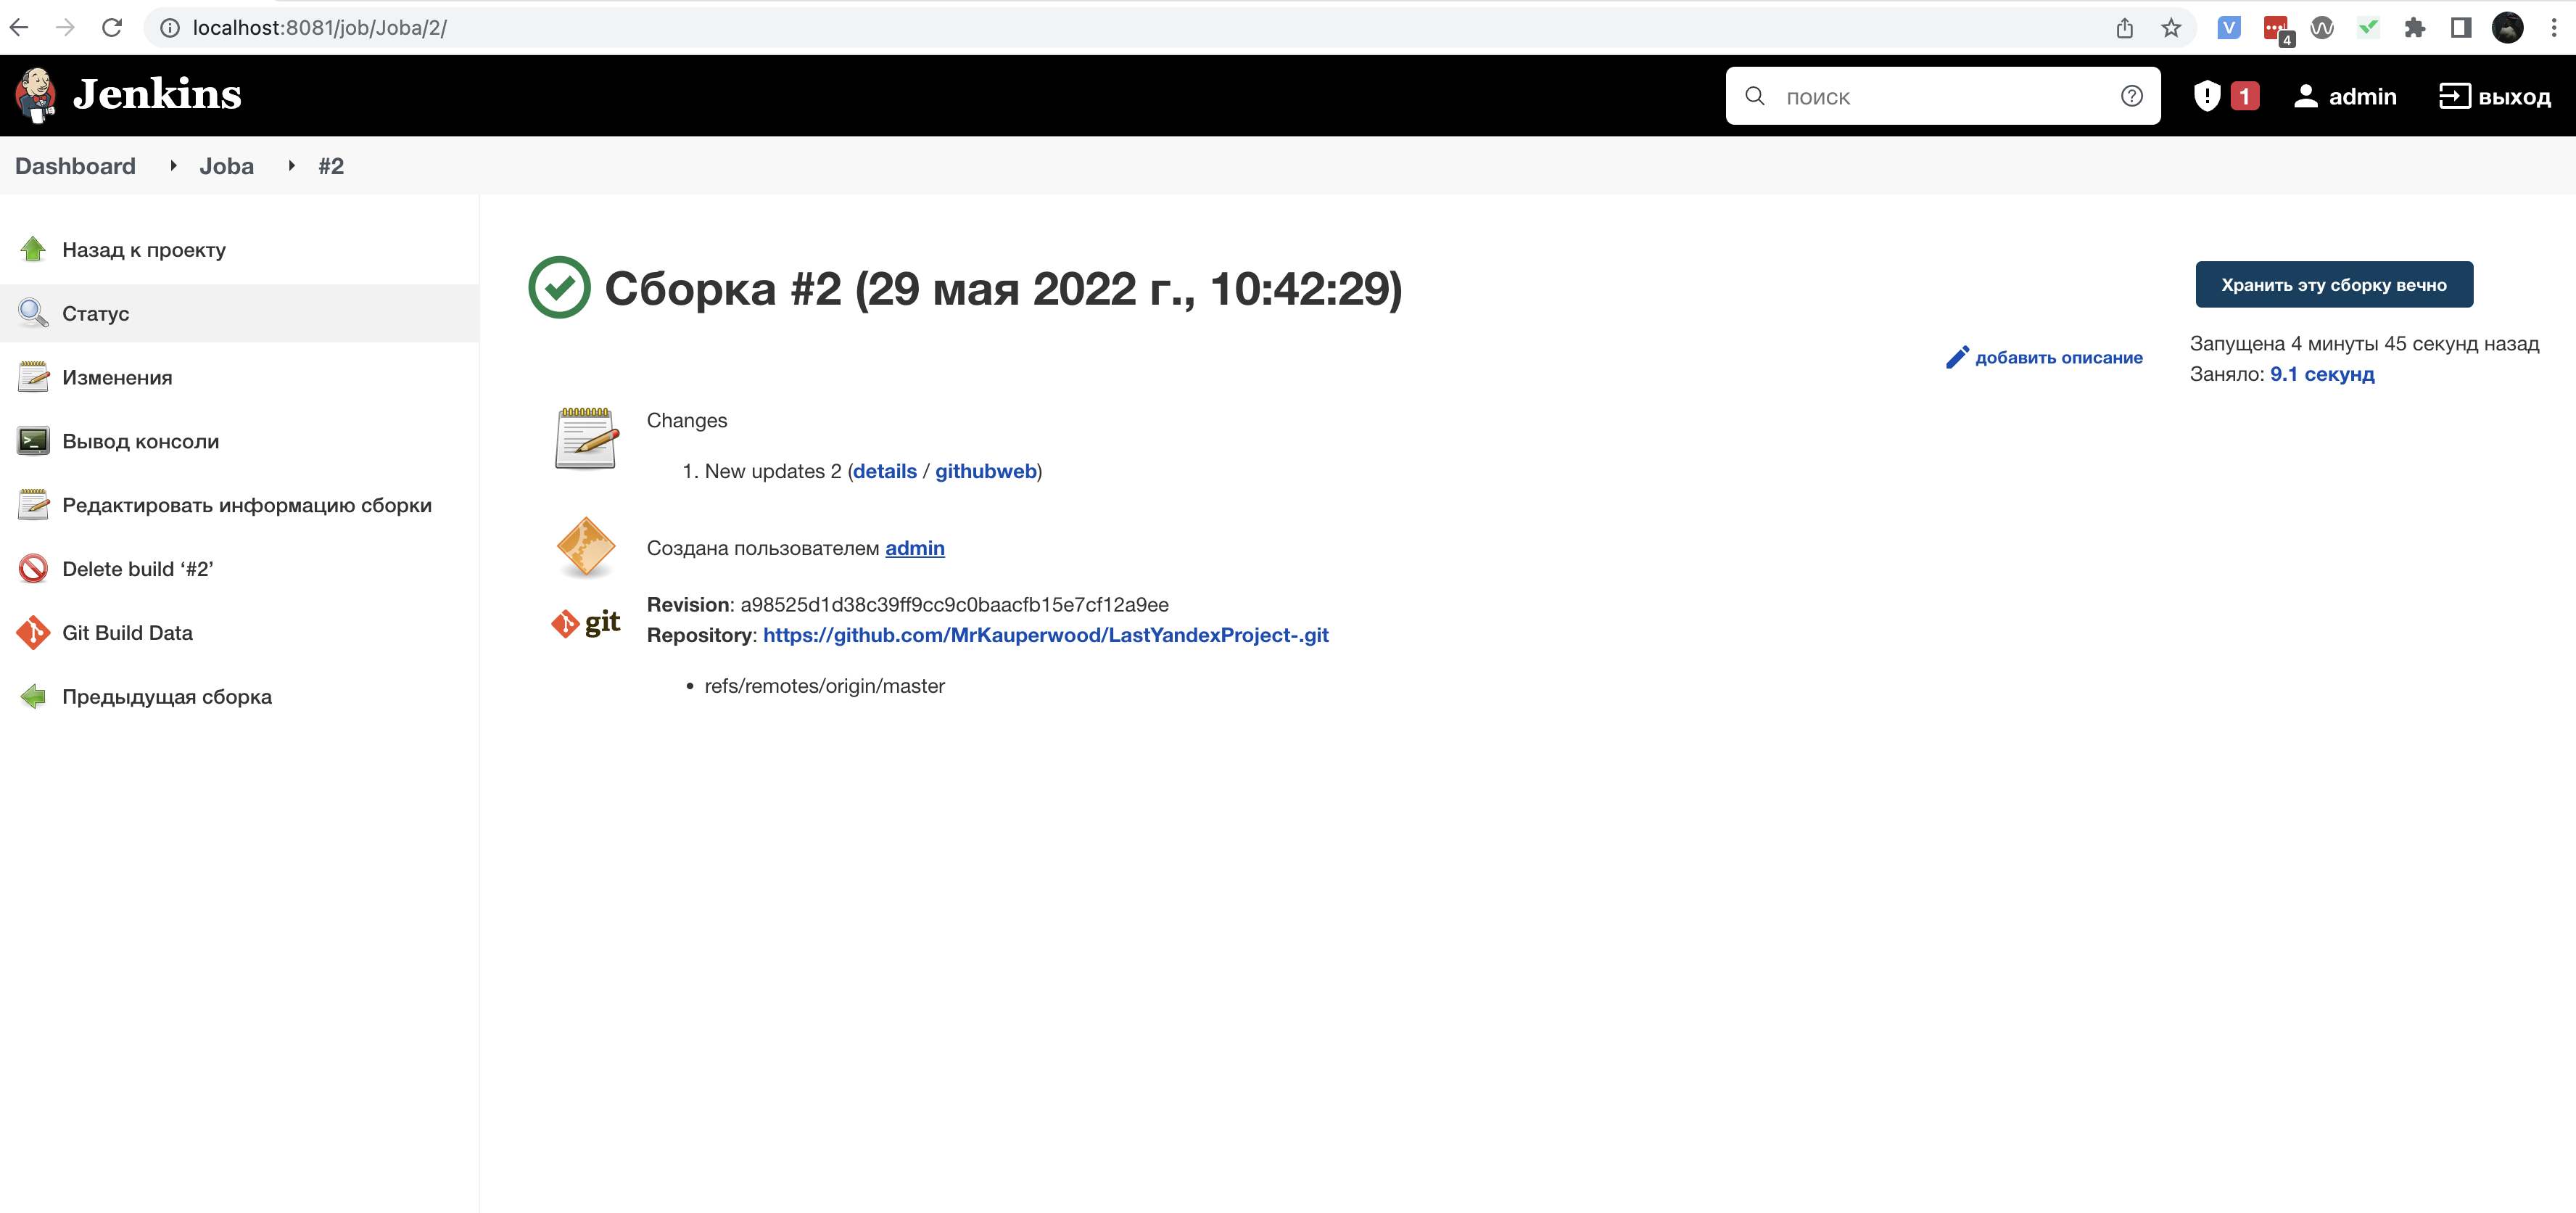 localhost:8081/job/Joba/2/
4
Jenkins
поиск
1
admin
выход
Dashboard
Joba
#2
Назад к проекту
Статус
Изменения
Вывод консоли
Редактировать информацию сборки
Delete build ‘#2’
Git Build Data
Предыдущая сборка
Сборка #2 (29 мая 2022 г., 10:42:29)
Хранить эту сборку вечно
добавить описание
Запущена 4 минуты 45 секунд назад
Заняло: 9.1 секунд
Changes
1. New updates 2 (details / githubweb)
Создана пользователем admin
git
Revision: a98525d1d38c39ff9cc9c0baacfb15e7cf12a9ee
Repository: https://github.com/MrKauperwood/LastYandexProject-.git
• refs/remotes/origin/master